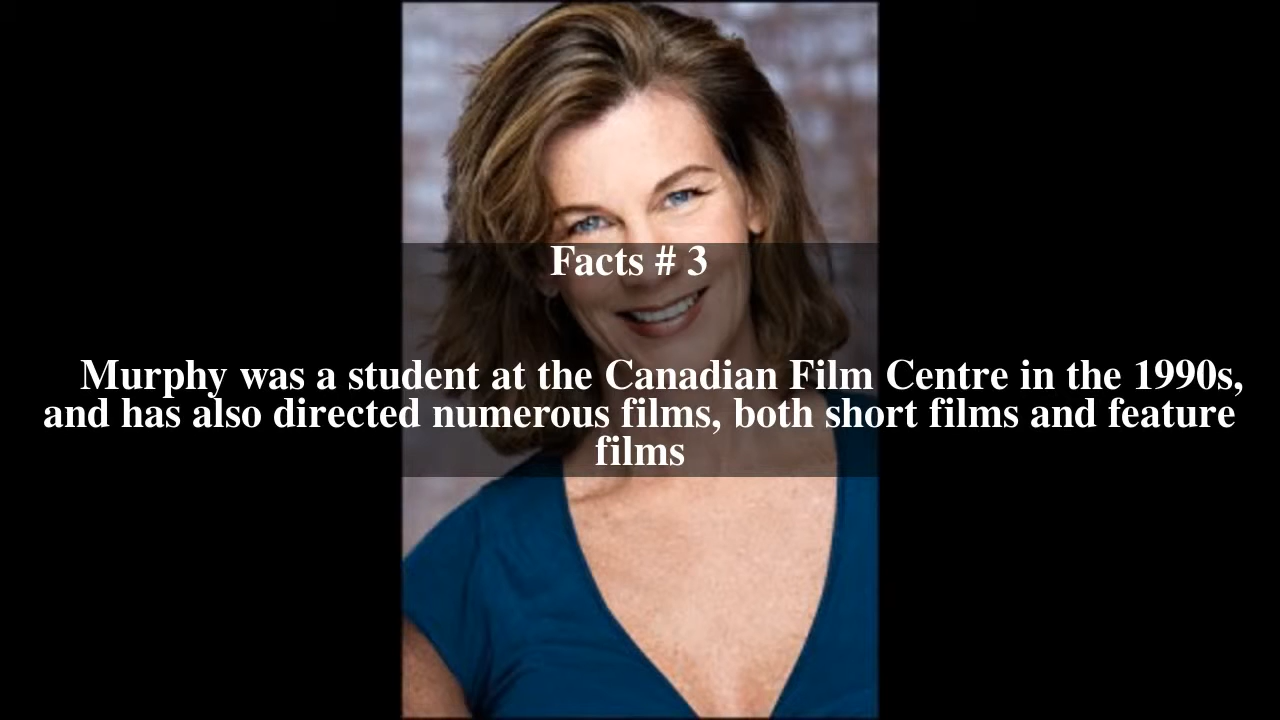 Facts # 3
Murphy was a student at the Canadian Film Centre in the 1990s,
and has also directed numerous films, both short films and feature
films